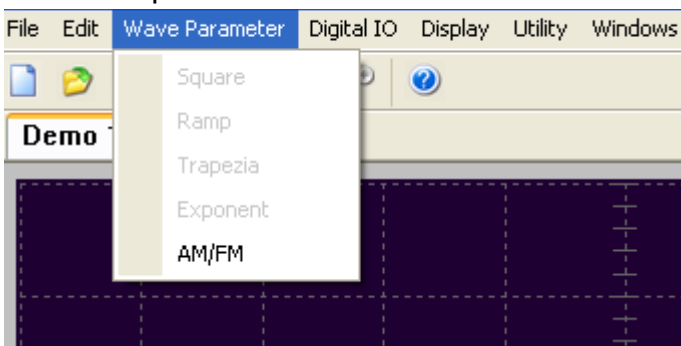 File Edit Wave Parameter Digital IO Display Utility Windows
Square
Demo
Ramp
Trapezia
Exponent
AM/FM